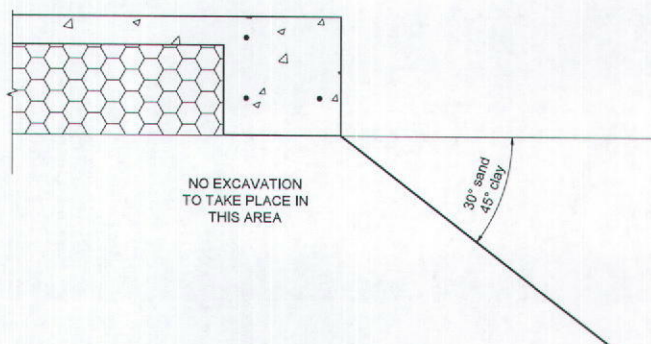 NO EXCAVATION
TO TAKE PLACE IN
THIS AREA
30° sand
45° clay